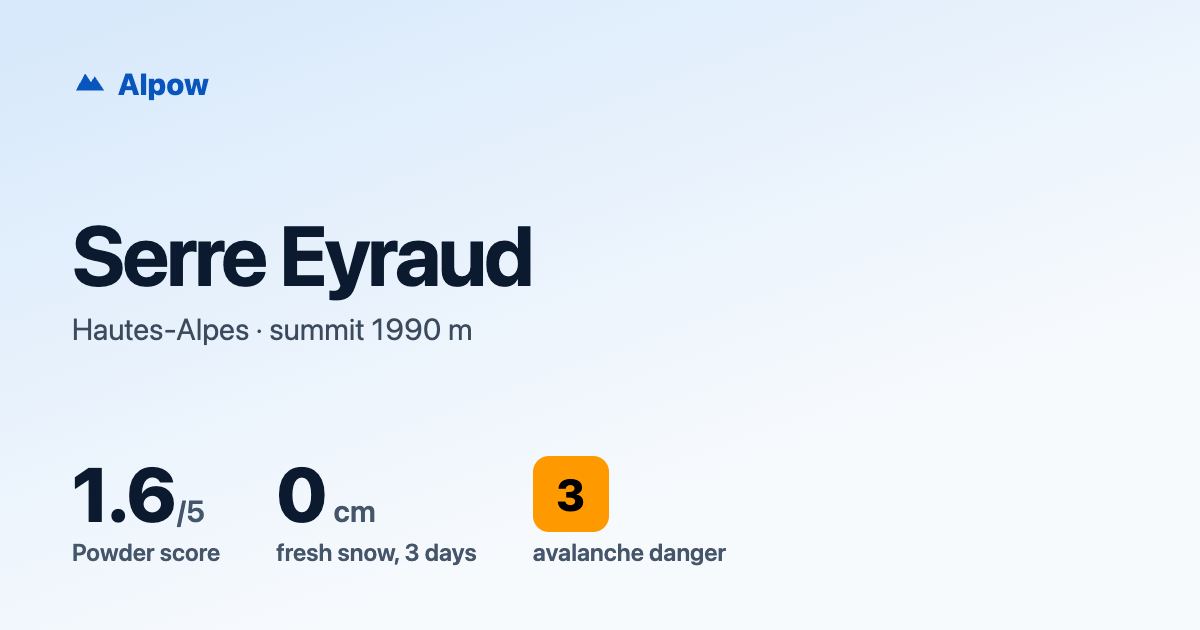 Alpow
Serre Eyraud
Hautes-Alpes · summit 1990 m
1.6/5
Powder score
0 cm
fresh snow, 3 days
3
avalanche danger